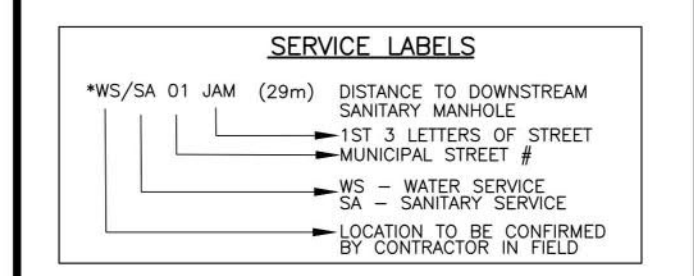 SERVICE LABELS
*WS/SA 01 JAM (29m) DISTANCE TO DOWNSTREAM
SANITARY MANHOLE
1ST 3 LETTERS OF STREET
MUNICIPAL STREET #
WS – WATER SERVICE
SA – SANITARY SERVICE
LOCATION TO BE CONFIRMED
BY CONTRACTOR IN FIELD